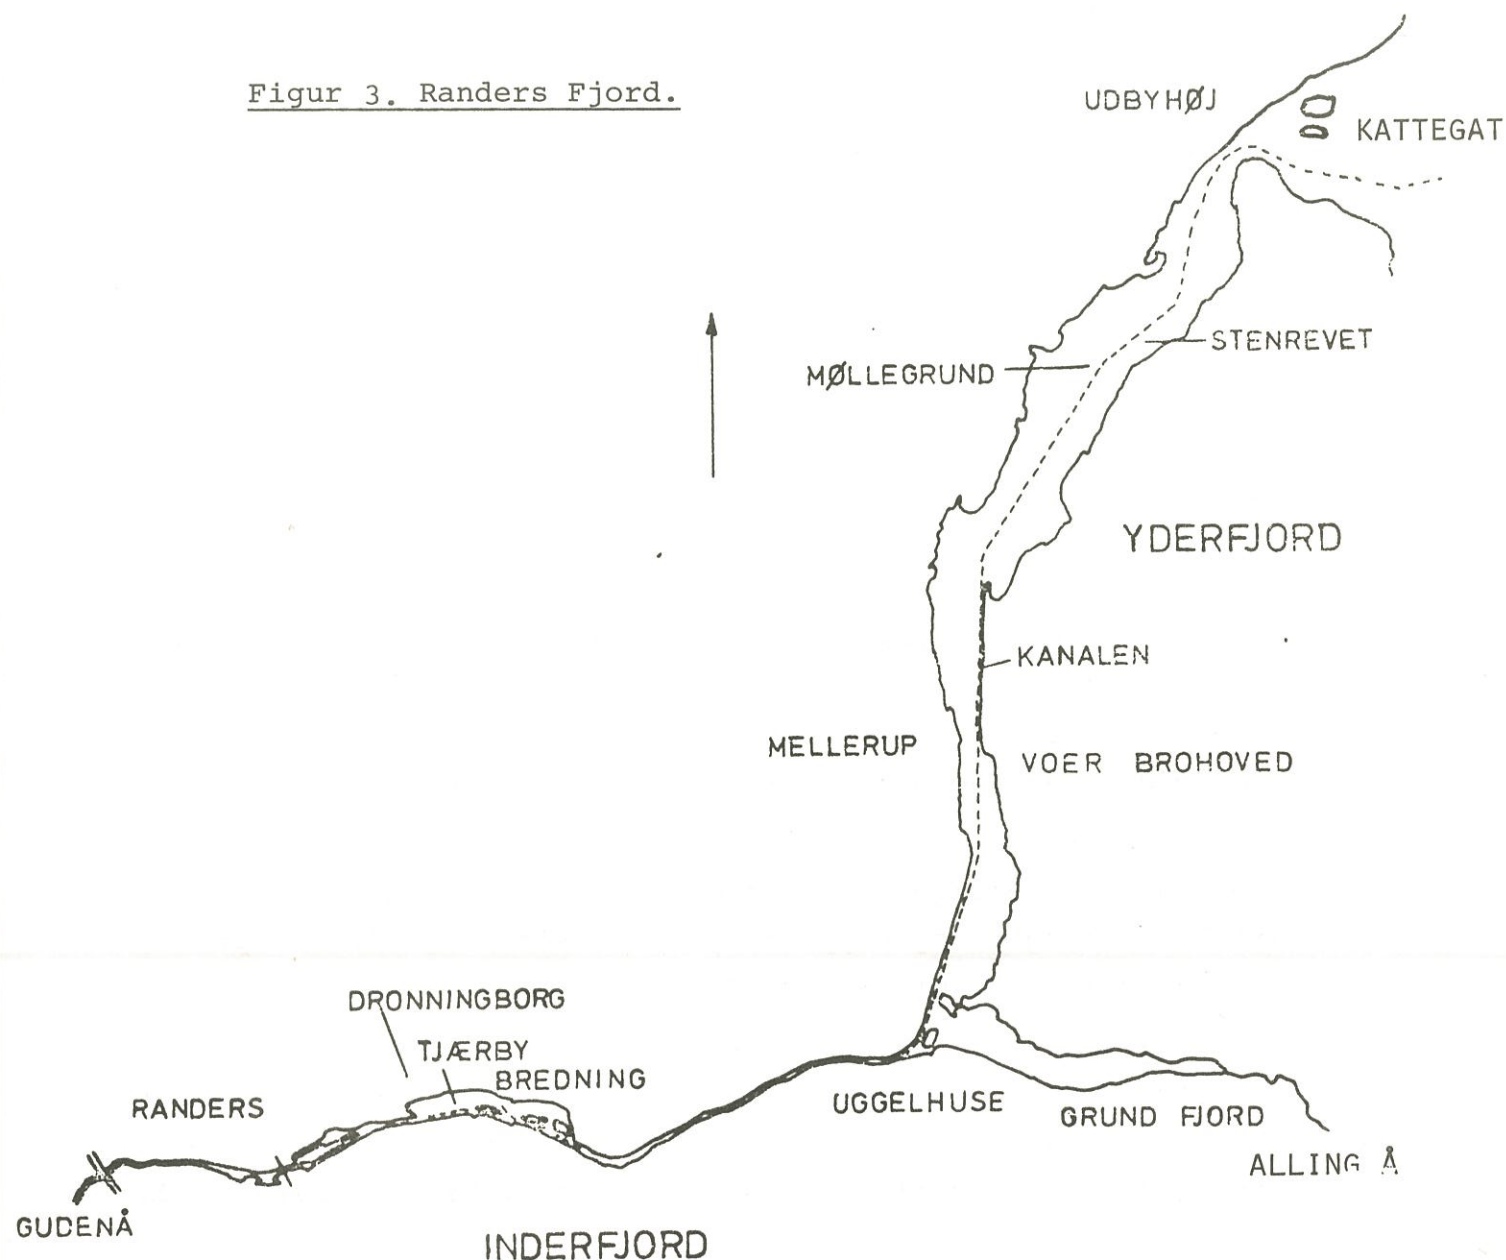 Figur 3. Randers Fjord.
UDBYHØJ
KATTEGAT
STENREVET
MØLLEGRUND
YDERFJORD
KANALEN
MELLERUP
VOER BROHOVED
DRONNINGBORG
TJÆRBY
BREDNING
RANDERS
UGGELHUSE
GRUND FJORD
ALLING Å
GUDENÅ
INDERFJORD